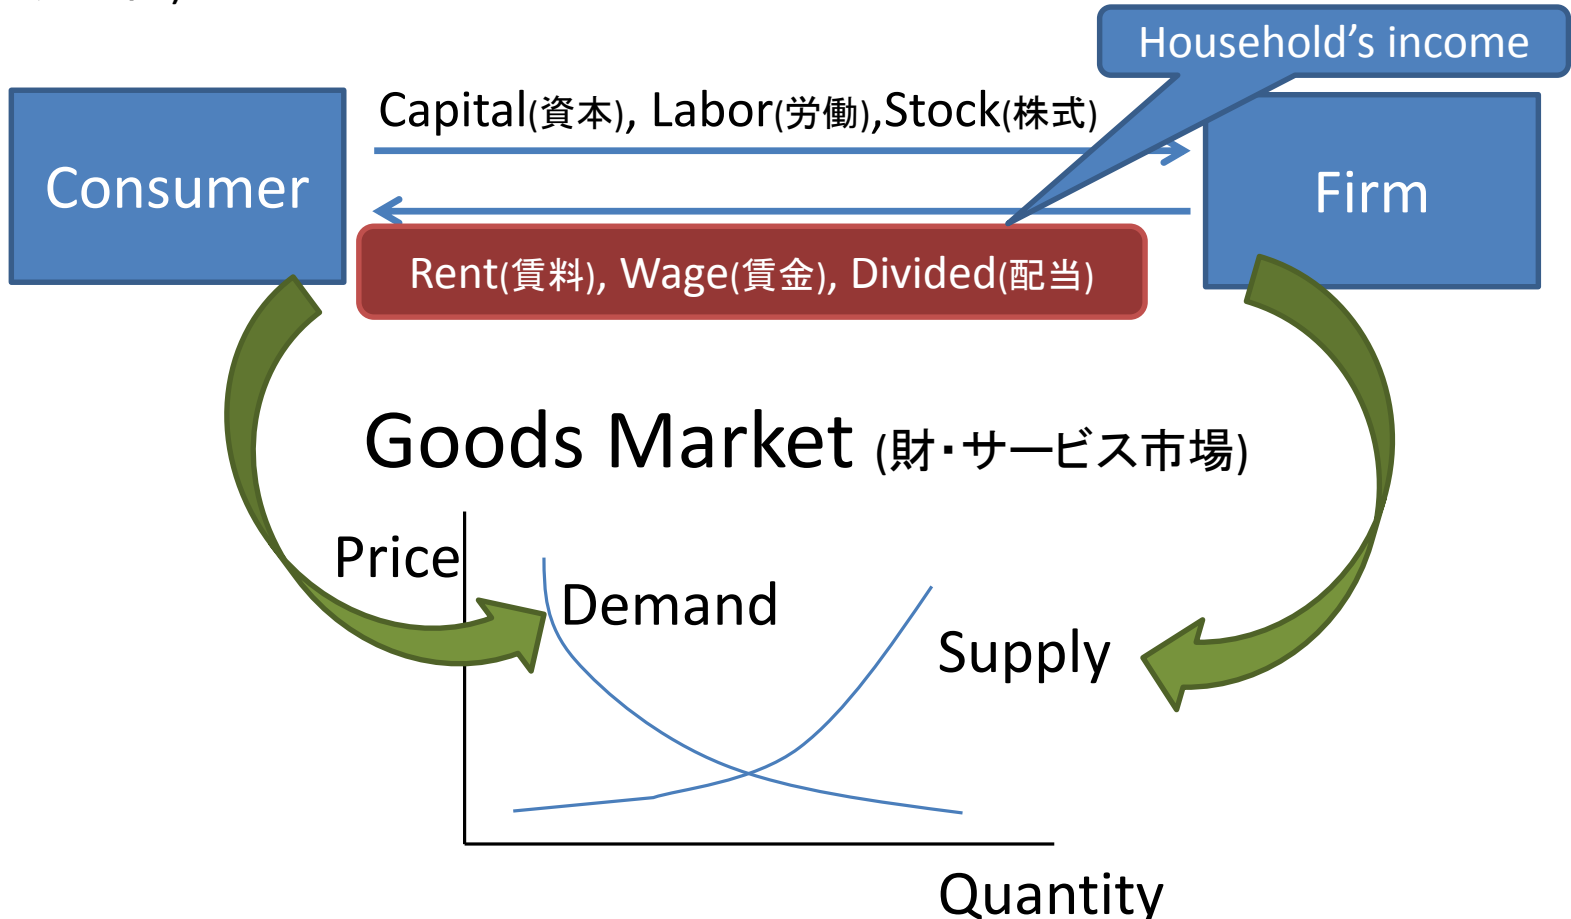 Household's income
Capital(資本), Labor(労働),Stock(株式)
Consumer
Firm
Rent(賃料), Wage(賃金), Divided(配当)
Goods Market (財・サービス市場)
Price
Demand
Supply
Quantity